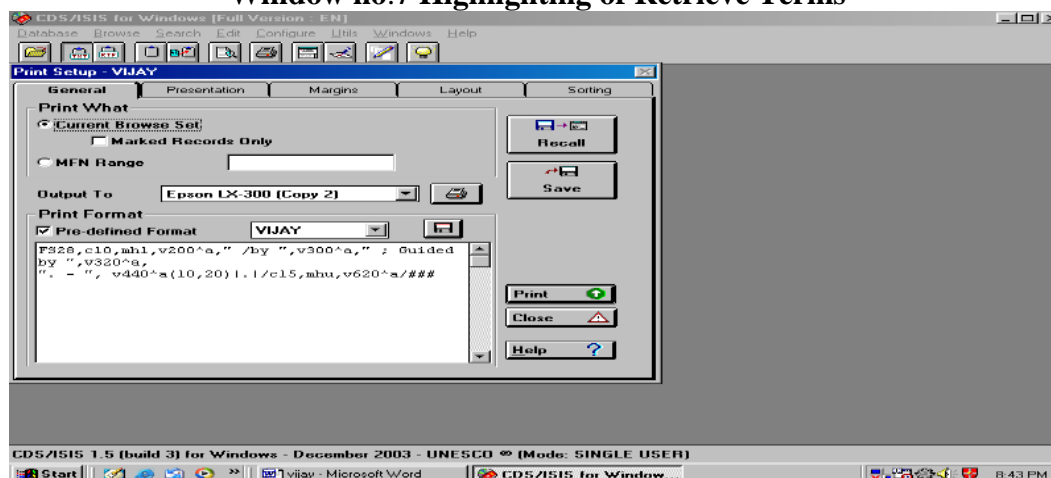 Window no.7 Highlighting of Retrieve Terms
CDS/ISIS for Windows [Full Version : EN]
Database Browse Search Edit Configure Utils Windows Help
Print Setup - VIJAY
General Presentation Margins Layout Sorting
Print What
Current Browse Set
Marked Records Only
MFN Range
Recall
Output To Epson LX-300 (Copy 2)
Save
Print Format
Pre-defined Format VIJAY
FS28,cl0,mhl,v200^a," /by ",v300^a," ; Guided
by ",v320^a,
". - ", v440^a(10,20)|.|/cl5,mhu,v620^a/###
Print
Close
Help
CDS/ISIS 1.5 (build 3) for Windows - December 2003 - UNESCO (Mode: SINGLE USER)
Start vijay - Microsoft Word CDS/ISIS for Window... 8:43 PM